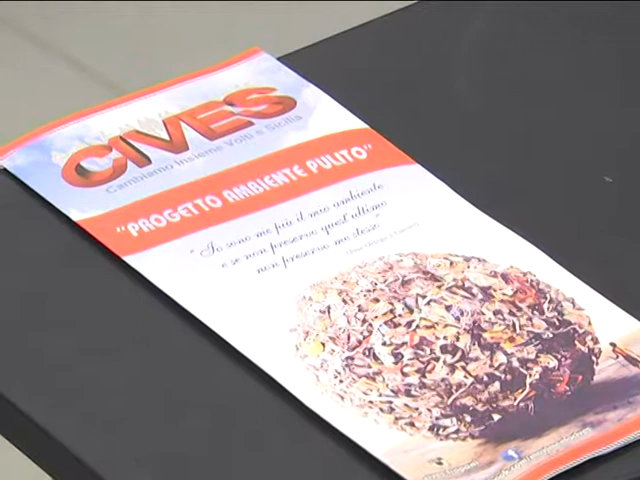 CIVES
Cambiamo Insieme Volti e Sicilia
"PROGETTO AMBIENTE PULITO"
"Io sono me più il mio ambiente
e se non preservo quest'ultimo
non preservo me stesso"